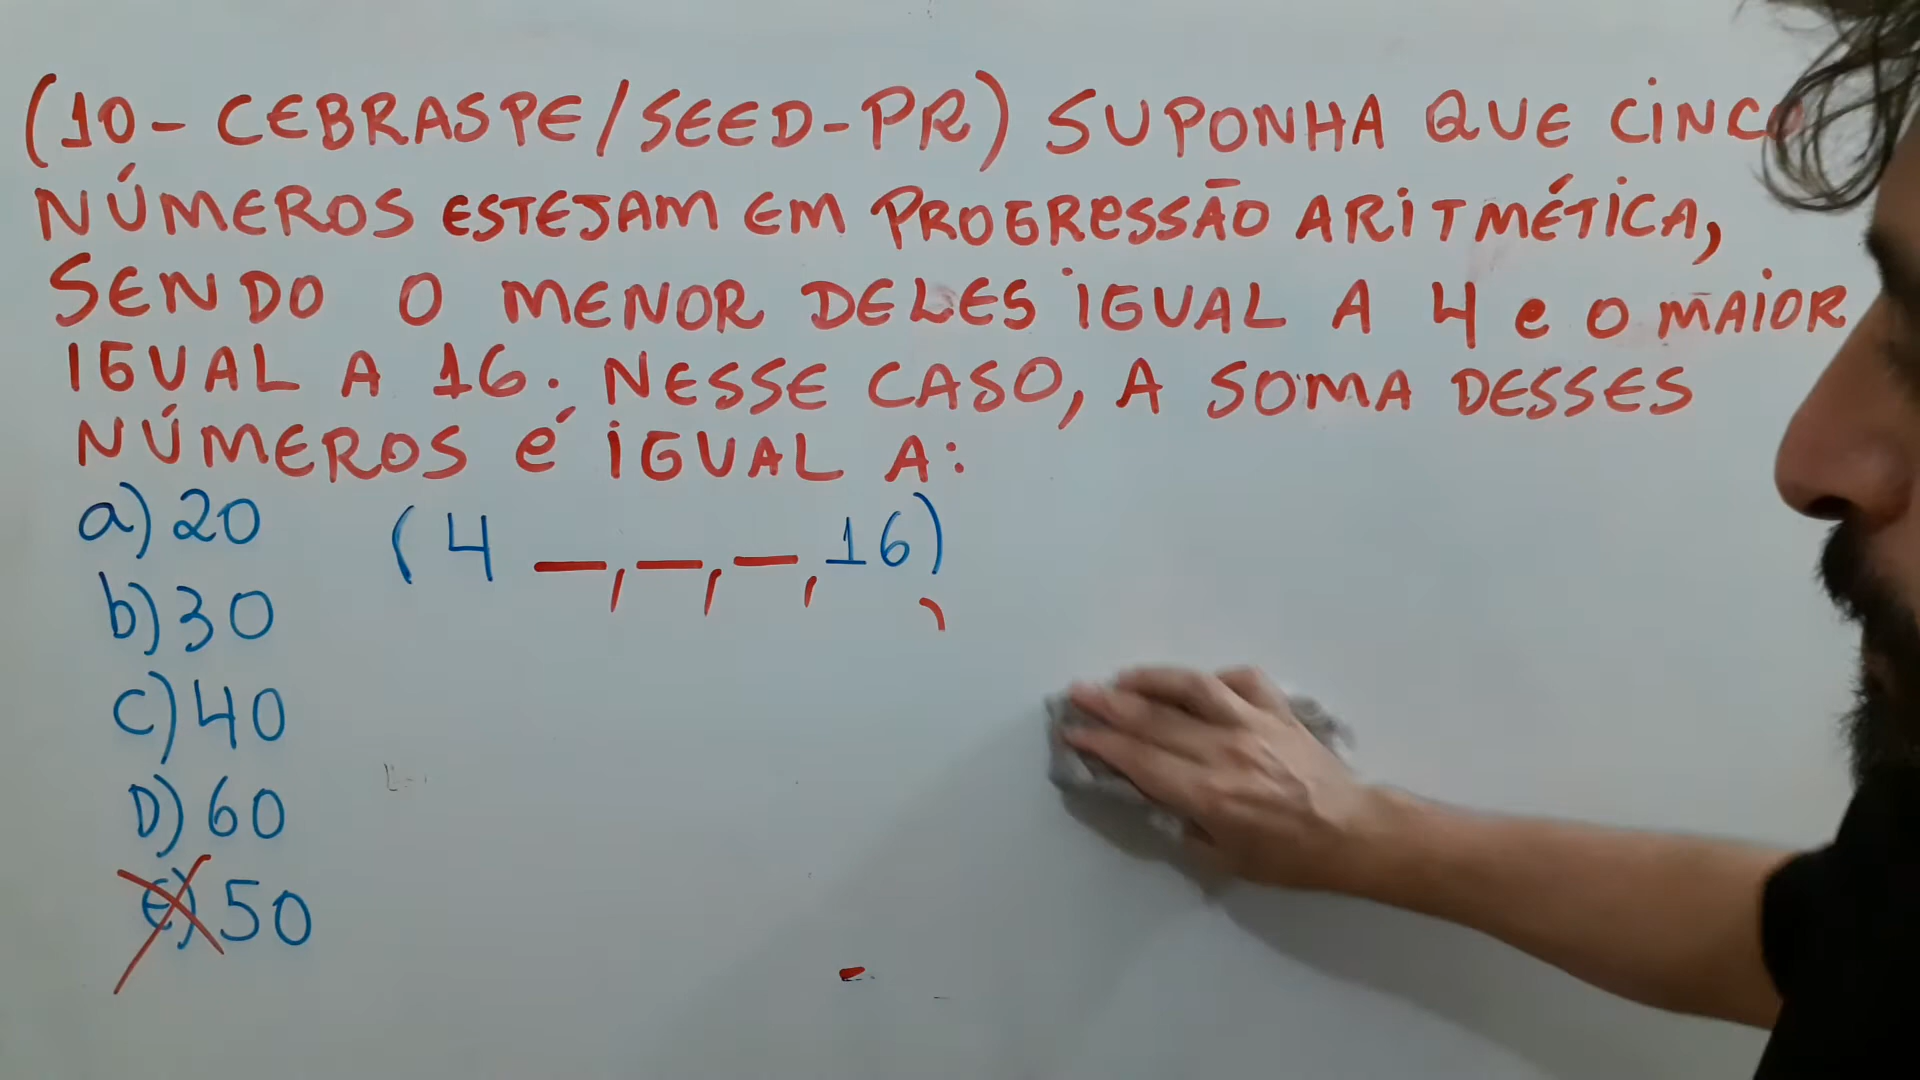 (10- CEBRASPE/SEED-PR) SUPONHA QUE CINCO
NÚMEROS ESTEJAM EM PROGRESSÃO ARITMÉTICA,
SENDO O MENOR DELES IGUAL A 4 e O MAIOR
IGUAL A 16. NESSE CASO, A SOMA DESSES
NÚMEROS É IGUAL A:
a) 20
(4 _, _, _, 16)
b) 30
c) 40
D) 60
E) 50